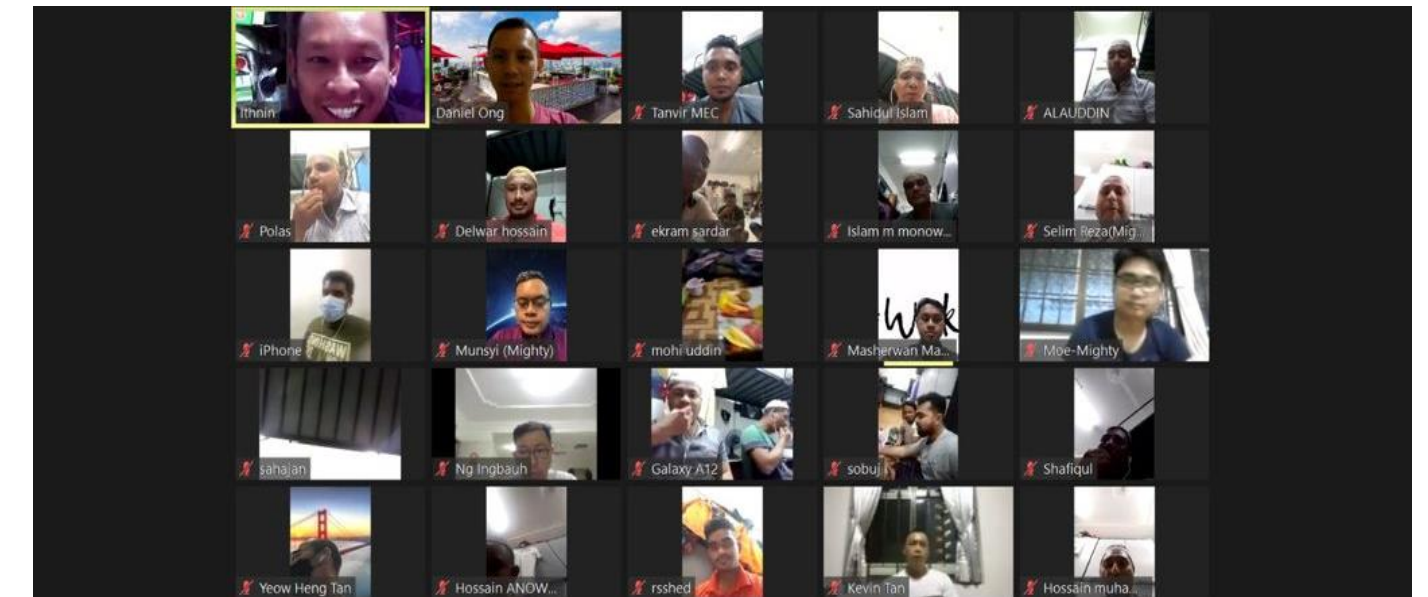 Ithnin
Daniel Ong
Tanvir MEC
Sahidul Islam
ALAUDDIN
Polas
Delwar hossain
ekram sardar
Islam m monow...
Selim Reza(Mig...
iPhone
Munsyi (Mighty)
mohi uddin
Masherwan Ma...
Moe-Mighty
sahajan
Ng Ingbauh
Galaxy A12
sobuj
Shafiqul
Yeow Heng Tan
Hossain ANOW...
rsshed
Kevin Tan
Hossain muha...